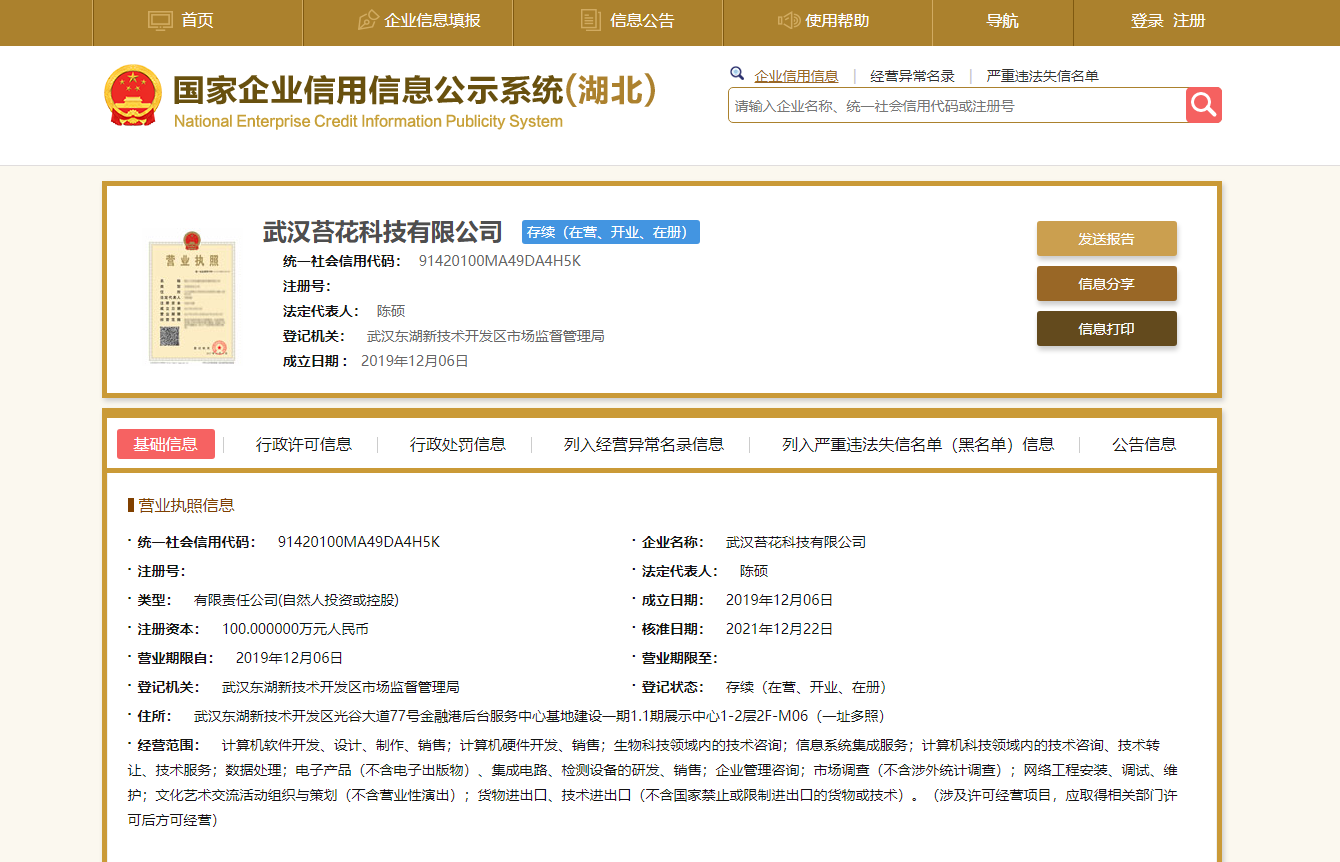 首页 企业信息填报 信息公告 使用帮助 导航 登录 注册
国家企业信用信息公示系统(湖北)
National Enterprise Credit Information Publicity System
企业信用信息 | 经营异常名录 | 严重违法失信名单
请输入企业名称、统一社会信用代码或注册号
营业执照
武汉苔花科技有限公司 存续（在营、开业、在册）
统一社会信用代码： 91420100MA49DA4H5K
注册号：
法定代表人： 陈硕
登记机关： 武汉东湖新技术开发区市场监督管理局
成立日期： 2019年12月06日
发送报告
信息分享
信息打印
基础信息 行政许可信息 行政处罚信息 列入经营异常名录信息 列入严重违法失信名单（黑名单）信息 公告信息
营业执照信息
· 统一社会信用代码： 91420100MA49DA4H5K · 企业名称： 武汉苔花科技有限公司
· 注册号： · 法定代表人： 陈硕
· 类型： 有限责任公司(自然人投资或控股) · 成立日期： 2019年12月06日
· 注册资本： 100.000000万元人民币 · 核准日期： 2021年12月22日
· 营业期限自： 2019年12月06日 · 营业期限至：
· 登记机关： 武汉东湖新技术开发区市场监督管理局 · 登记状态： 存续（在营、开业、在册）
· 住所： 武汉东湖新技术开发区光谷大道77号金融港后台服务中心基地建设一期1.1期展示中心1-2层2F-M06（一址多照）
· 经营范围： 计算机软件开发、设计、制作、销售；计算机硬件开发、销售；生物科技领域内的技术咨询；信息系统集成服务；计算机科技领域内的技术咨询、技术转
让、技术服务；数据处理；电子产品（不含电子出版物）、集成电路、检测设备的研发、销售；企业管理咨询；市场调查（不含涉外统计调查）；网络工程安装、调试、维
护；文化艺术交流活动组织与策划（不含营业性演出）；货物进出口、技术进出口（不含国家禁止或限制进出口的货物或技术）。（涉及许可经营项目，应取得相关部门许
可后方可经营）